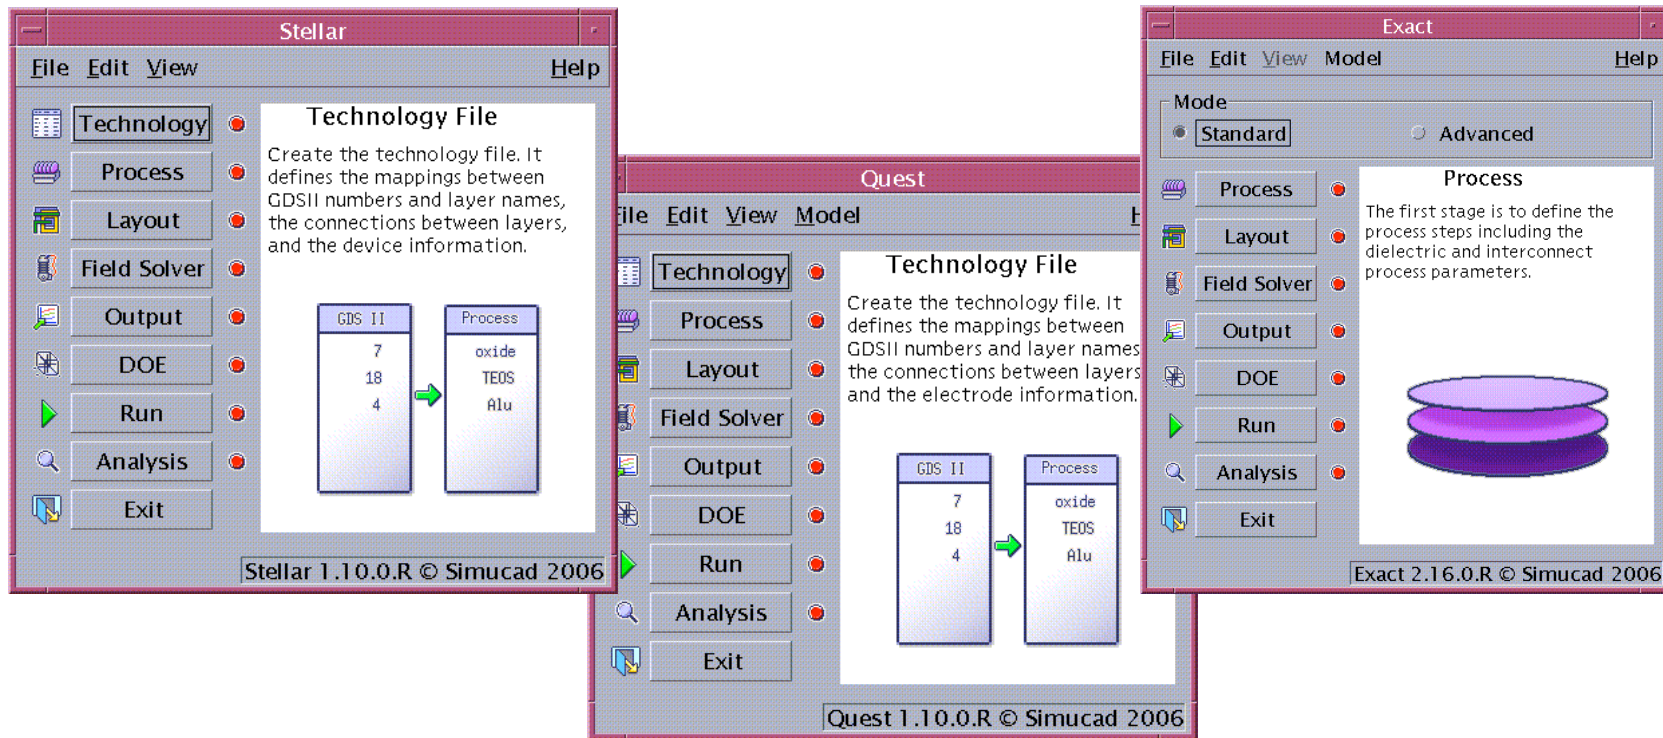 Stellar
File Edit View Help
Technology
Process
Layout
Field Solver
Output
DOE
Run
Analysis
Exit
Technology File
Create the technology file. It
defines the mappings between
GDSII numbers and layer names,
the connections between layers,
and the device information.
GDS II Process
7 oxide
18 TEOS
4 Alu
Stellar 1.10.0.R © Simucad 2006
Quest
File Edit View Model
Technology
Process
Layout
Field Solver
Output
DOE
Run
Analysis
Exit
Technology File
Create the technology file. It
defines the mappings between
GDSII numbers and layer names
the connections between layers
and the electrode information.
GDS II Process
7 oxide
18 TEOS
4 Alu
Quest 1.10.0.R © Simucad 2006
Exact
File Edit View Model Help
Mode
Standard Advanced
Process
Layout
Field Solver
Output
DOE
Run
Analysis
Exit
Process
The first stage is to define the
process steps including the
dielectric and interconnect
process parameters.
Exact 2.16.0.R © Simucad 2006